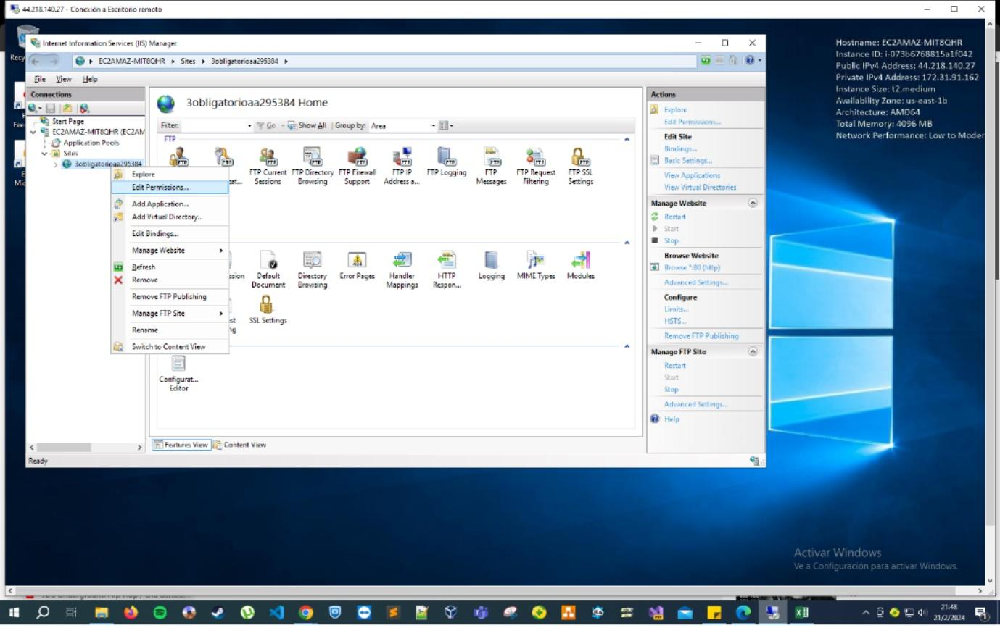 44.218.140.27 - Conexión a Escritorio remoto
Hostname: EC2AMAZ-MIT8QHR
Instance ID: i-073b6768815a1f042
Public IPv4 Address: 44.218.140.27
Private IPv4 Address: 172.31.91.162
Instance Size: t2.medium
Availability Zone: us-east-1b
Architecture: AMD64
Total Memory: 4096 MB
Network Performance: Low to Moder
Internet Information Services (IIS) Manager
EC2AMAZ-MIT8QHR
Sites
3obligatorioaa295384
File View Help
Connections
Start Page
EC2AMAZ-MIT8QHR (EC2AM
Application Pools
Sites
3obligatorioaa295384
Explore
Edit Permissions...
Add Application...
Add Virtual Directory...
Edit Bindings...
Manage Website
Refresh
Remove
Remove FTP Publishing
Manage FTP Site
Rename
Switch to Content View
3obligatorioaa295384 Home
Filter: Go Show All Group by: Area
FTP
FTP Current Sessions
FTP Directory Browsing
FTP Firewall Support
FTP IP Address a...
FTP Logging
FTP Messages
FTP Request Filtering
FTP SSL Settings
Default Document
Directory Browsing
Error Pages
Handler Mappings
HTTP Respon...
Logging
MIME Types
Modules
SSL Settings
Configurat... Editor
Features View Content View
Ready
Actions
Explore
Edit Permissions...
Edit Site
Bindings...
Basic Settings...
View Applications
View Virtual Directories
Manage Website
Restart
Start
Stop
Browse Website
Browse *:80 (http)
Advanced Settings...
Configure
Limits...
HSTS...
Remove FTP Publishing
Manage FTP Site
Restart
Start
Stop
Advanced Settings...
Help
Activar Windows
Ve a Configuración para activar Windows.
21:48
21/2/2024